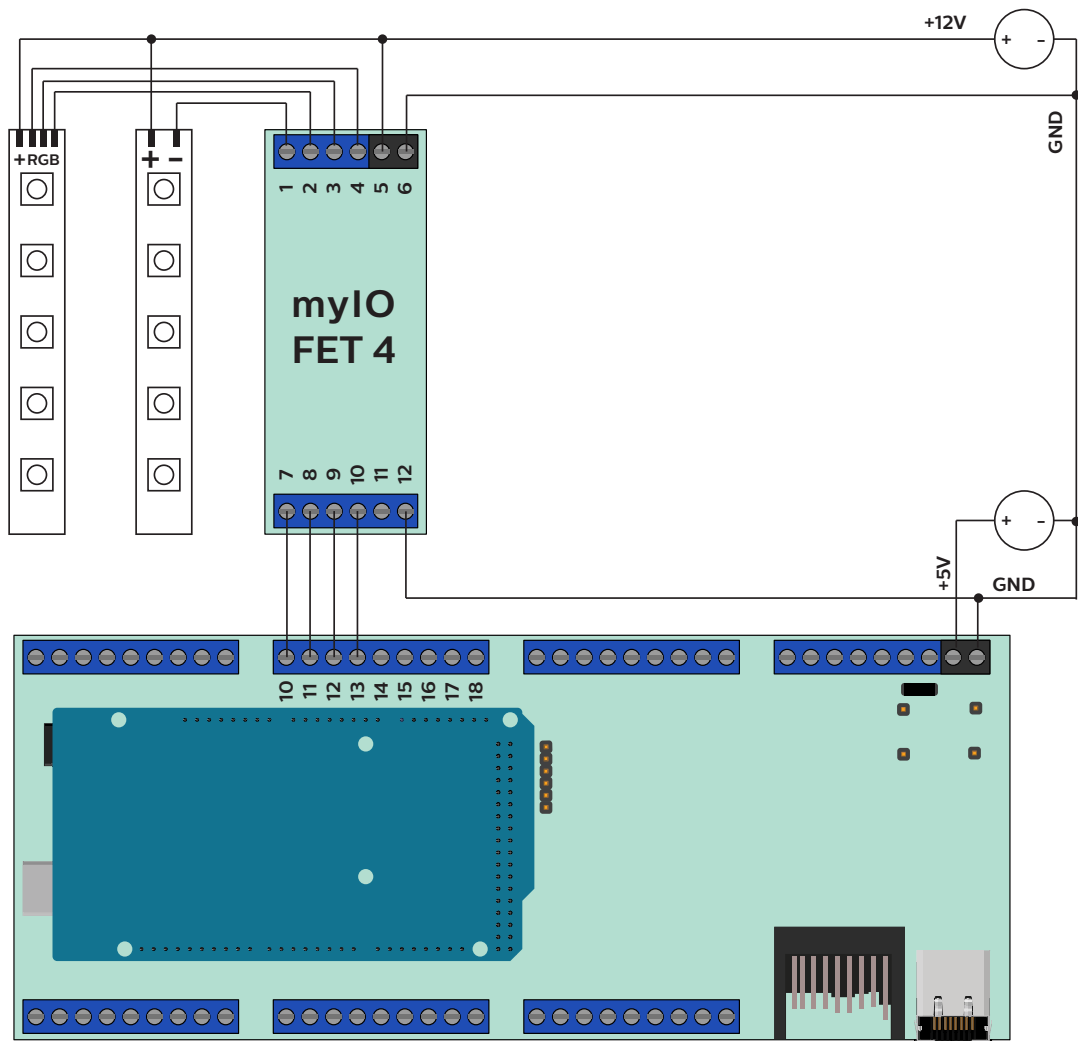 +12V
+ -
GND
+RGB
+ -
1 2 3 4 5 6
myIO
FET 4
7 8 9 10 11 12
+ -
+5V
GND
10 11 12 13 14 15 16 17 18